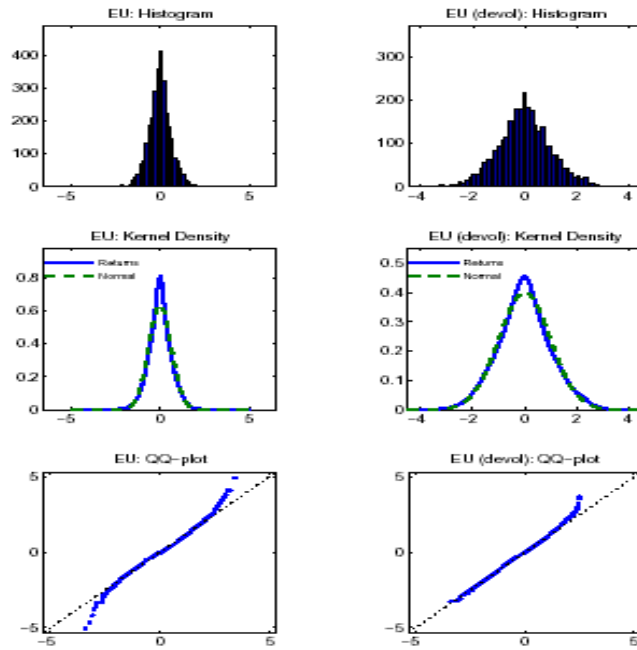 EU: Histogram
400
300
200
100
0
−5 0 5
EU (devol): Histogram
300
200
100
0
−4 −2 0 2 4
EU: Kernel Density
Returns
Normal
0.8
0.6
0.4
0.2
0
−5 0 5
EU (devol): Kernel Density
Returns
Normal
0.5
0.4
0.3
0.2
0.1
0
−4 −2 0 2 4
EU: QQ−plot
5
0
−5
−5 0 5
EU (devol): QQ−plot
5
0
−5
−5 0 5